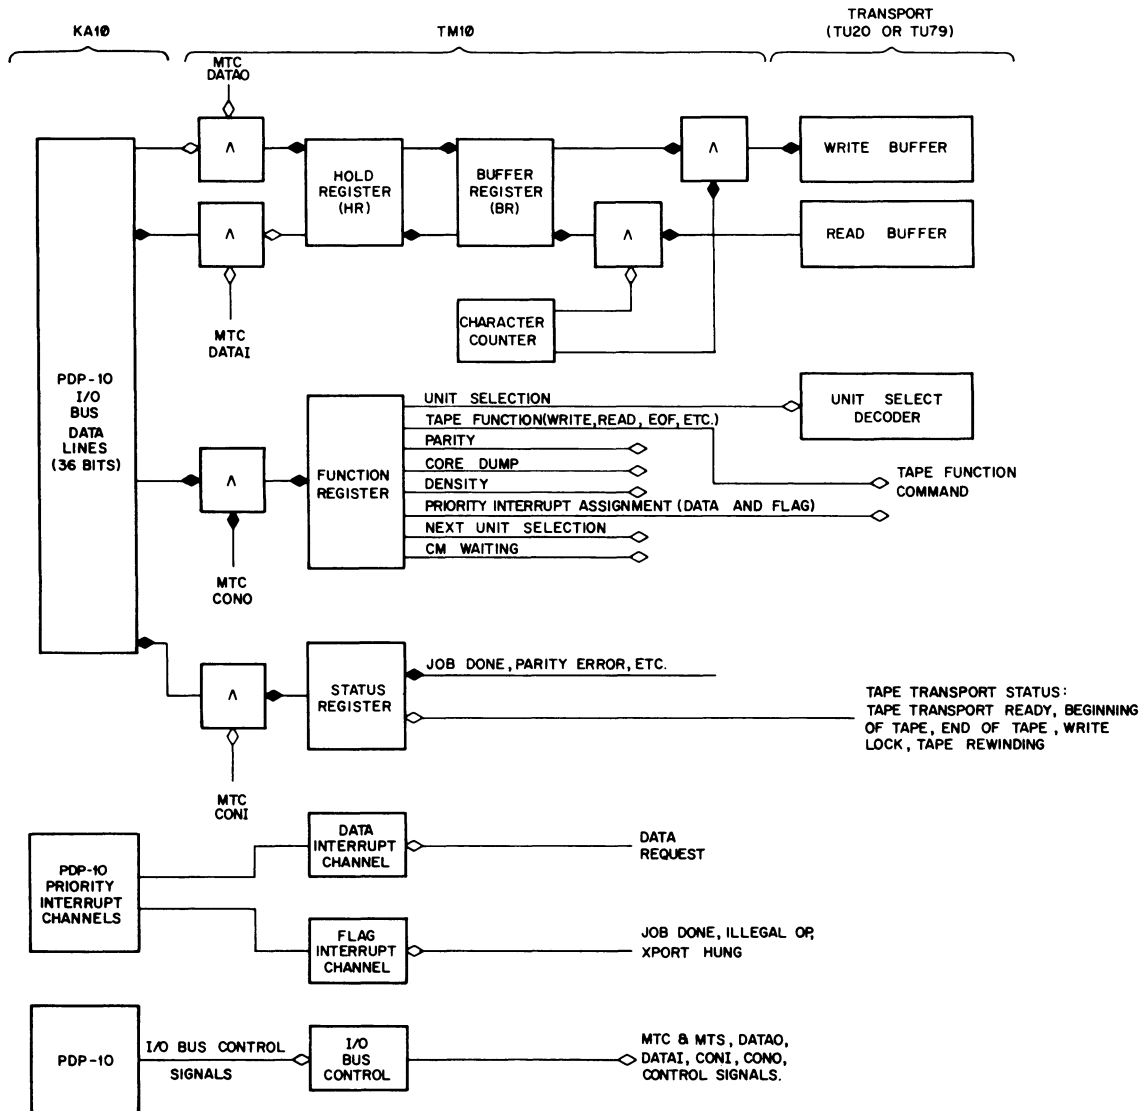 TRANSPORT
(TU20 OR TU79)
KA10
TM10
MTC
DATAO
Λ
HOLD
REGISTER
(HR)
BUFFER
REGISTER
(BR)
Λ
WRITE BUFFER
Λ
Λ
READ BUFFER
MTC
DATAI
CHARACTER
COUNTER
PDP-10
I/O
BUS
DATA
LINES
(36 BITS)
UNIT SELECTION
UNIT SELECT
DECODER
TAPE FUNCTION(WRITE, READ, EOF, ETC.)
PARITY
CORE DUMP
DENSITY
PRIORITY INTERRUPT ASSIGNMENT (DATA AND FLAG)
NEXT UNIT SELECTION
CM WAITING
Λ
FUNCTION
REGISTER
TAPE FUNCTION
COMMAND
MTC
CONO
Λ
STATUS
REGISTER
JOB DONE, PARITY ERROR, ETC.
TAPE TRANSPORT STATUS:
TAPE TRANSPORT READY, BEGINNING
OF TAPE, END OF TAPE, WRITE
LOCK, TAPE REWINDING
MTC
CONI
PDP-10
PRIORITY
INTERRUPT
CHANNELS
DATA
INTERRUPT
CHANNEL
DATA
REQUEST
FLAG
INTERRUPT
CHANNEL
JOB DONE, ILLEGAL OP,
XPORT HUNG
PDP-10
I/O BUS CONTROL
SIGNALS
I/O
BUS
CONTROL
MTC & MTS, DATAO,
DATAI, CONI, CONO,
CONTROL SIGNALS.